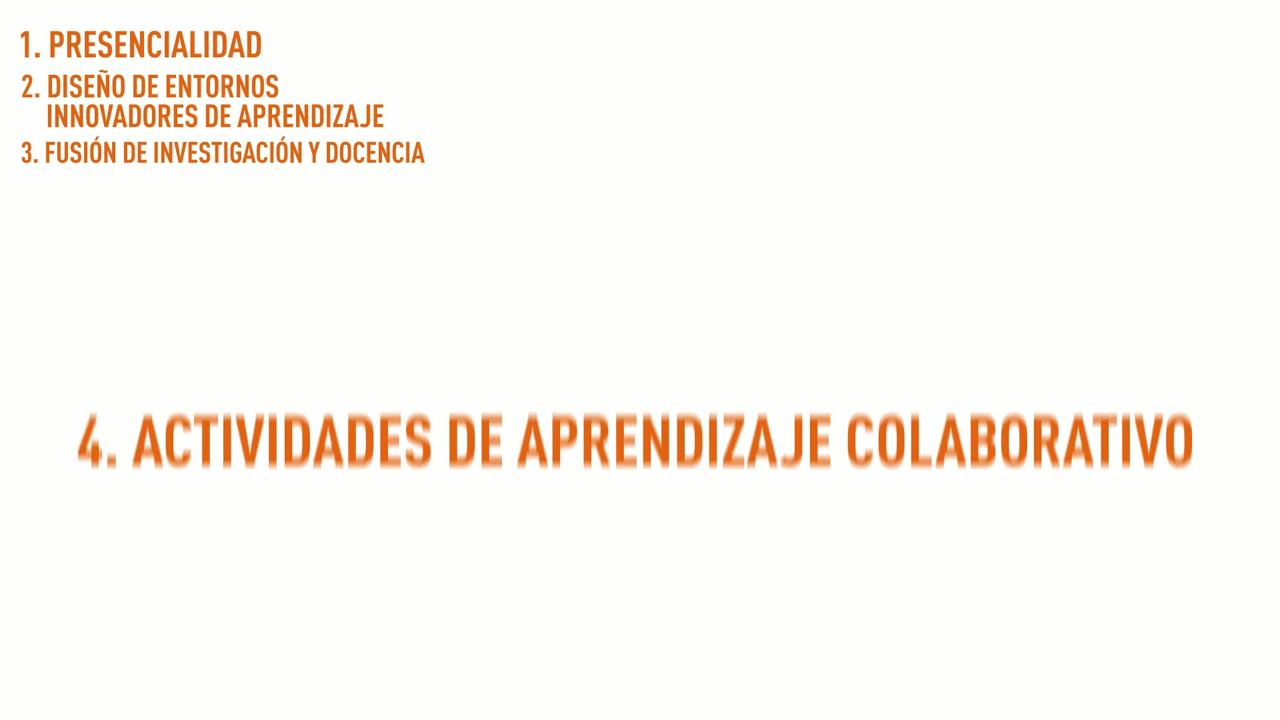 1. PRESENCIALIDAD
2. DISEÑO DE ENTORNOS
INNOVADORES DE APRENDIZAJE
3. FUSIÓN DE INVESTIGACIÓN Y DOCENCIA
4. ACTIVIDADES DE APRENDIZAJE COLABORATIVO